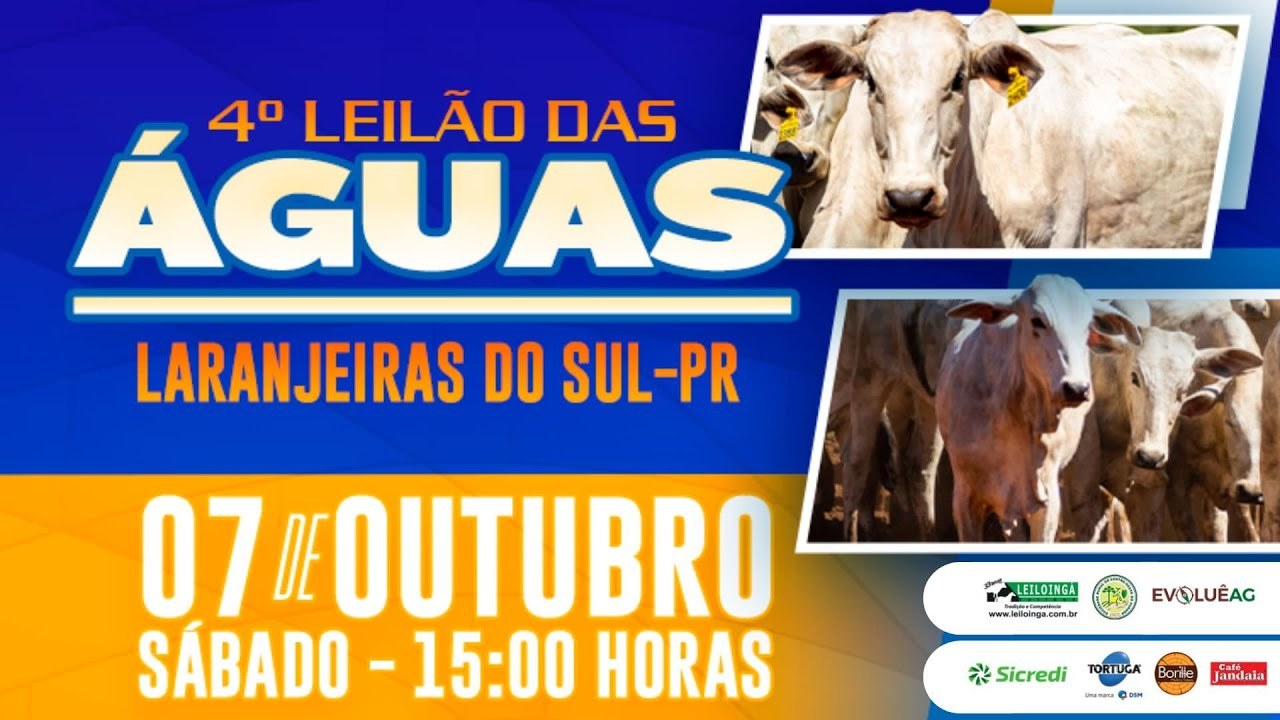 4º LEILÃO DAS
ÁGUAS
LARANJEIRAS DO SUL-PR
07 DE OUTUBRO
SÁBADO - 15:00 HORAS
LEILOINGÁ
Tradição e Competência
www.leiloinga.com.br
EVOLUÊAG
Sicredi
TORTUGA
Uma marca DSM
Borille
Café
Jandaia